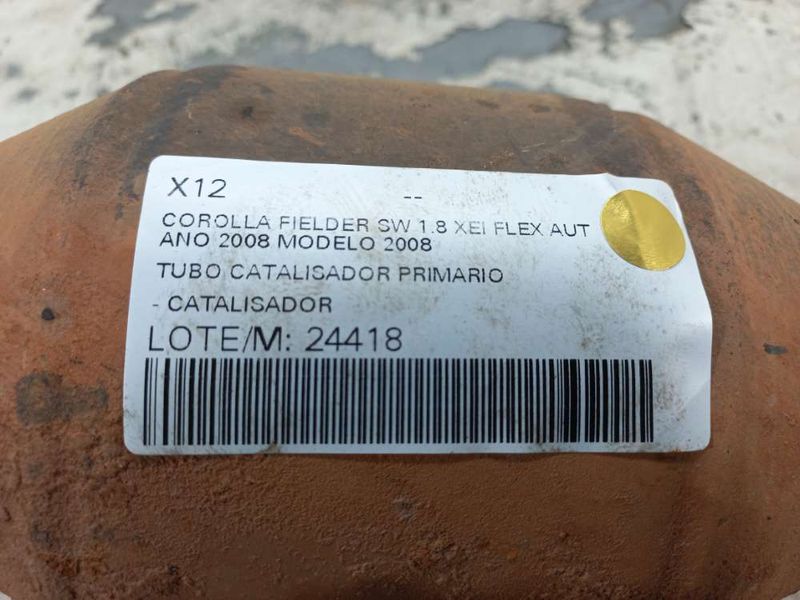 X12 --
COROLLA FIELDER SW 1.8 XEI FLEX AUT
ANO 2008 MODELO 2008
TUBO CATALISADOR PRIMARIO
- CATALISADOR
LOTE/M: 24418